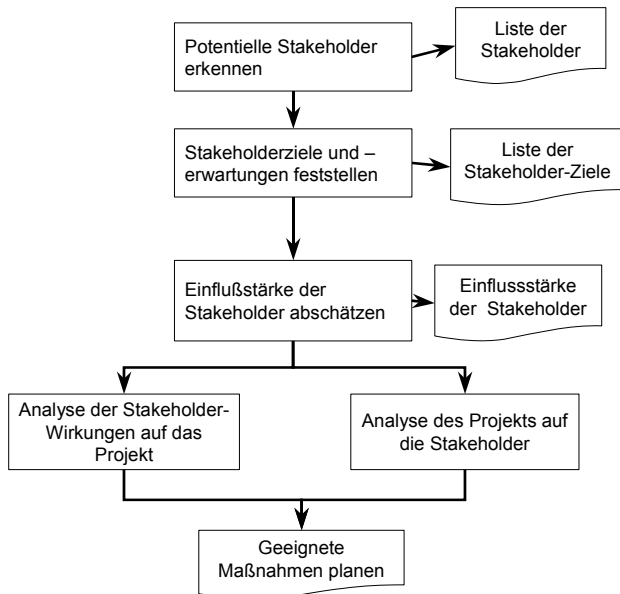 Potentielle Stakeholder
erkennen
Liste der
Stakeholder
Stakeholderziele und –
erwartungen feststellen
Liste der
Stakeholder-Ziele
Einflußstärke der
Stakeholder abschätzen
Einflussstärke
der Stakeholder
Analyse der Stakeholder-
Wirkungen auf das
Projekt
Analyse des Projekts auf
die Stakeholder
Geeignete
Maßnahmen planen